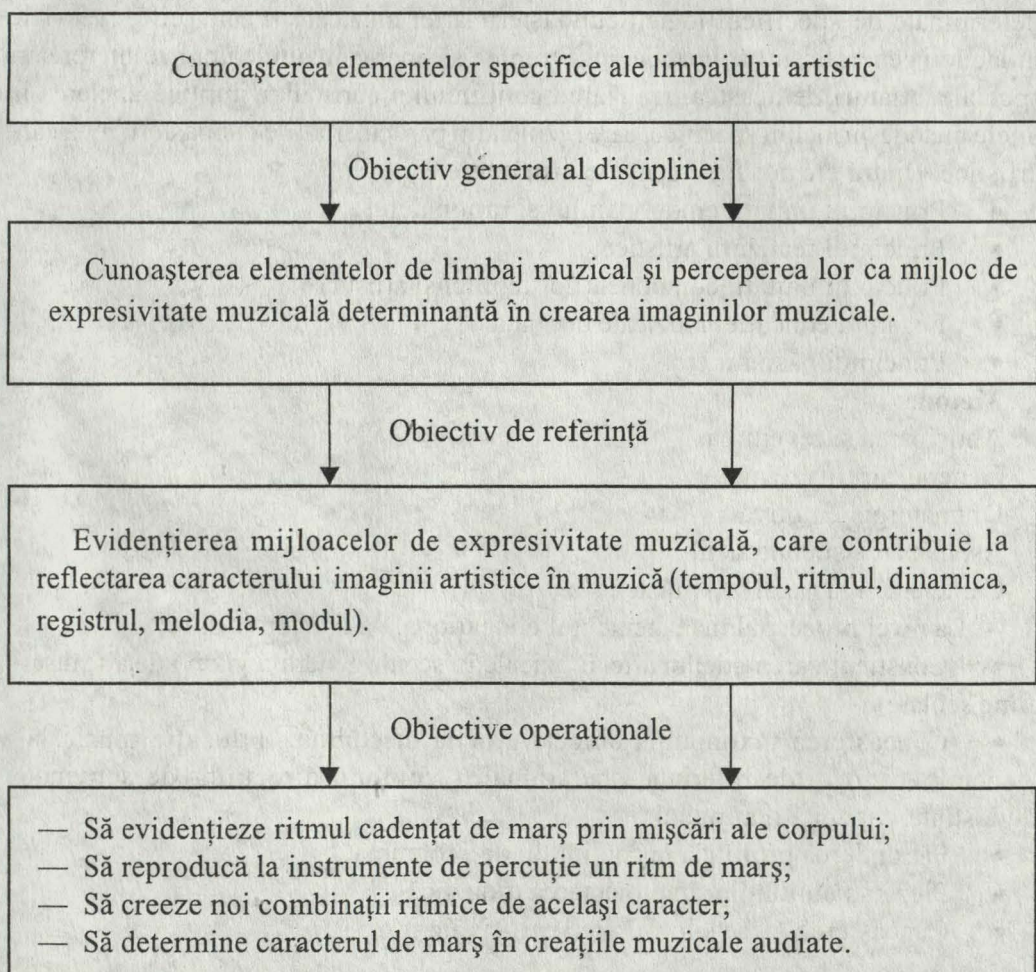 Cunoaşterea elementelor specifice ale limbajului artistic
Obiectiv general al disciplinei
Cunoaşterea elementelor de limbaj muzical şi perceperea lor ca mijloc de
expresivitate muzicală determinantă în crearea imaginilor muzicale.
Obiectiv de referinţă
Evidenţierea mijloacelor de expresivitate muzicală, care contribuie la
reflectarea caracterului imaginii artistice în muzică (tempoul, ritmul, dinamica,
registrul, melodia, modul).
Obiective operaţionale
— Să evidenţieze ritmul cadenţat de marş prin mişcări ale corpului;
— Să reproducă la instrumente de percuţie un ritm de marş;
— Să creeze noi combinaţii ritmice de acelaşi caracter;
— Să determine caracterul de marş în creaţiile muzicale audiate.